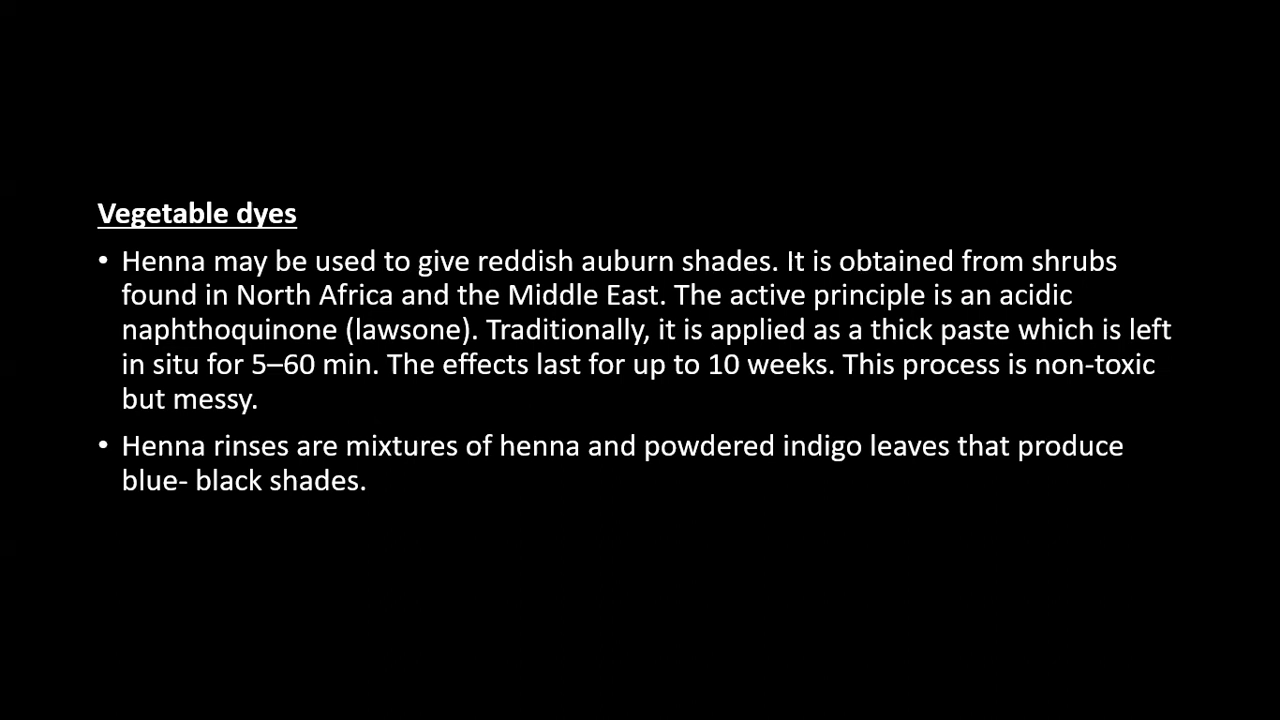 Vegetable dyes
• Henna may be used to give reddish auburn shades. It is obtained from shrubs
found in North Africa and the Middle East. The active principle is an acidic
naphthoquinone (lawsone). Traditionally, it is applied as a thick paste which is left
in situ for 5–60 min. The effects last for up to 10 weeks. This process is non-toxic
but messy.
• Henna rinses are mixtures of henna and powdered indigo leaves that produce
blue- black shades.